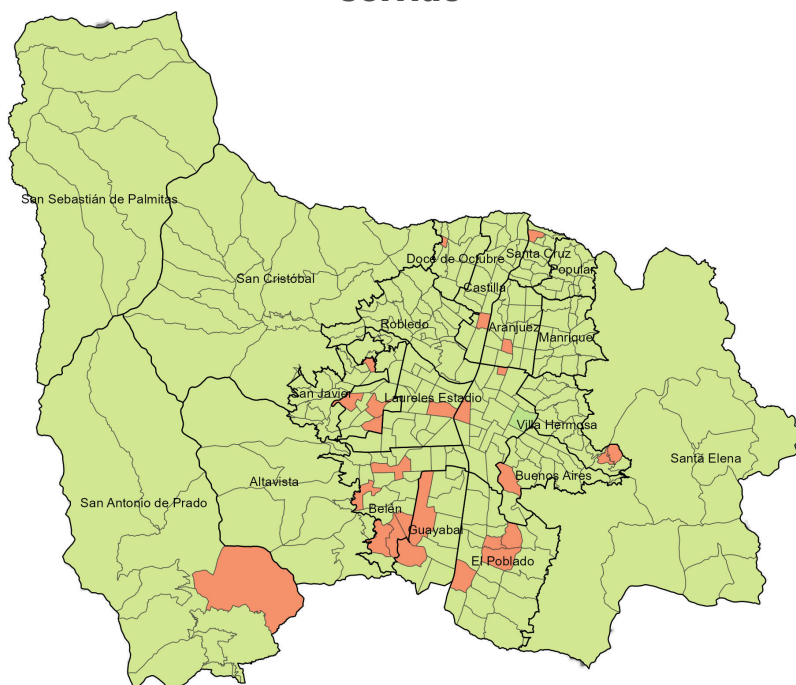 San Sebastián de Palmitas
Doce de Octubre
Santa Cruz
Popular
San Cristóbal
Castilla
Robledo
Aranjuez
Manrique
San Javier
Laureles Estadio
Villa Hermosa
Santa Elena
Altavista
Buenos Aires
San Antonio de Prado
Belén
Guayabal
El Poblado